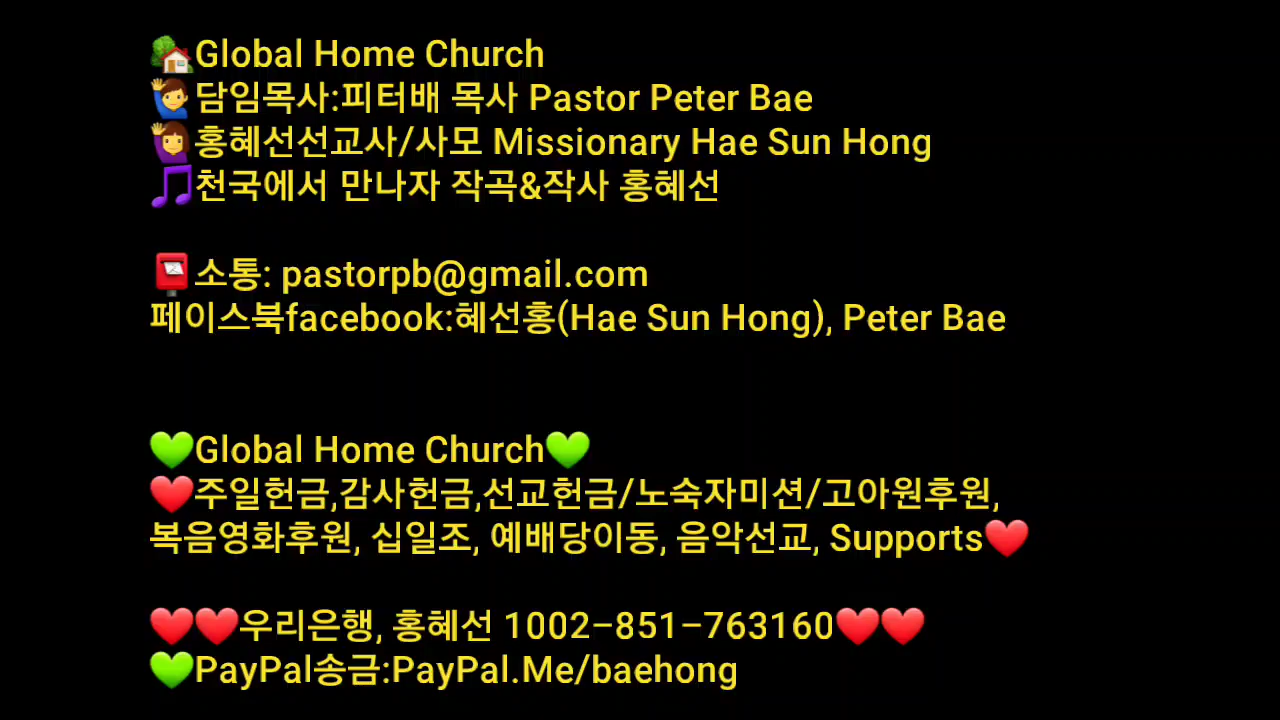 🏡Global Home Church
🙋‍♂️담임목사:피터배 목사 Pastor Peter Bae
🙋‍♀️홍혜선선교사/사모 Missionary Hae Sun Hong
🎵천국에서 만나자 작곡&작사 홍혜선
📮소통: pastorpb@gmail.com
페이스북facebook:혜선홍(Hae Sun Hong), Peter Bae
💚Global Home Church💚
❤️주일헌금,감사헌금,선교헌금/노숙자미션/고아원후원,
복음영화후원, 십일조, 예배당이동, 음악선교, Supports❤️
❤️❤️우리은행, 홍혜선 1002-851-763160❤️❤️
💚PayPal송금:PayPal.Me/baehong